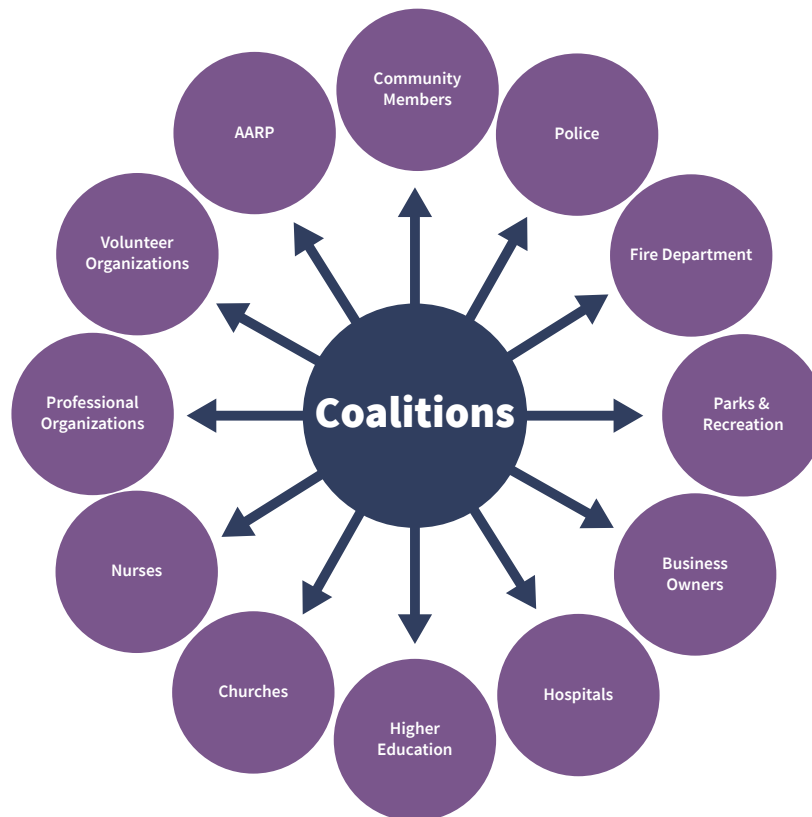 Community
Members
Police
Fire Department
Parks &
Recreation
Business
Owners
Hospitals
Higher
Education
Churches
Nurses
Professional
Organizations
Volunteer
Organizations
AARP
Coalitions